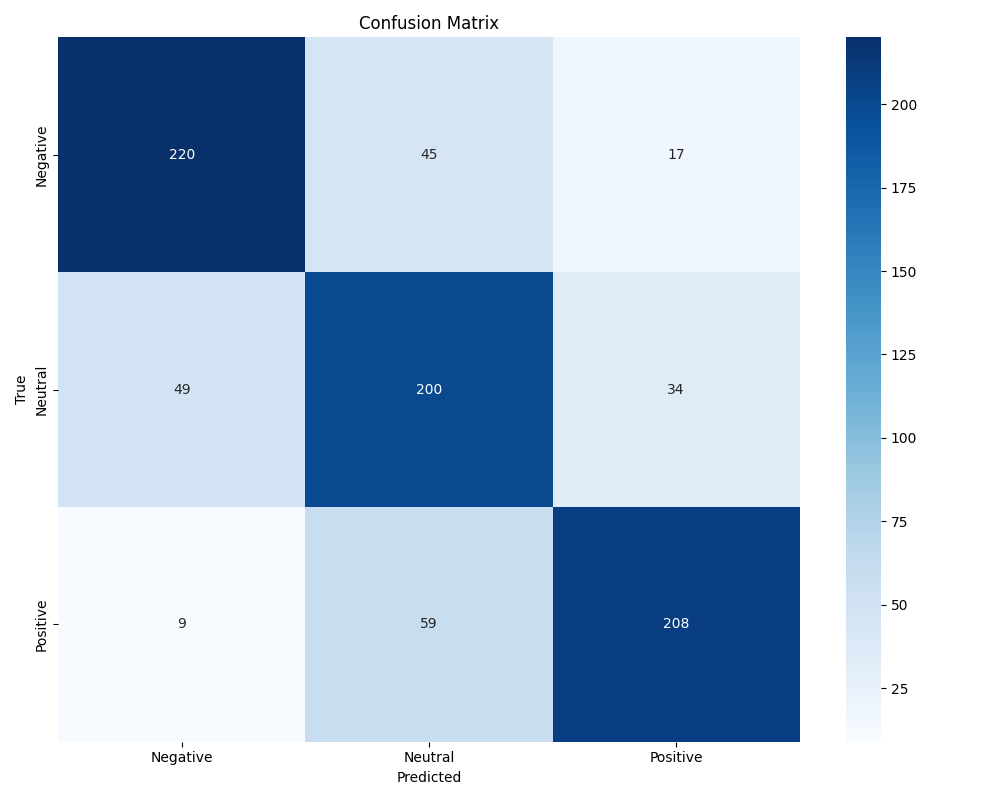 Confusion Matrix
True
Negative
220 45 17
Neutral
49 200 34
Positive
9 59 208
Negative Neutral Positive
Predicted
200
175
150
125
100
75
50
25